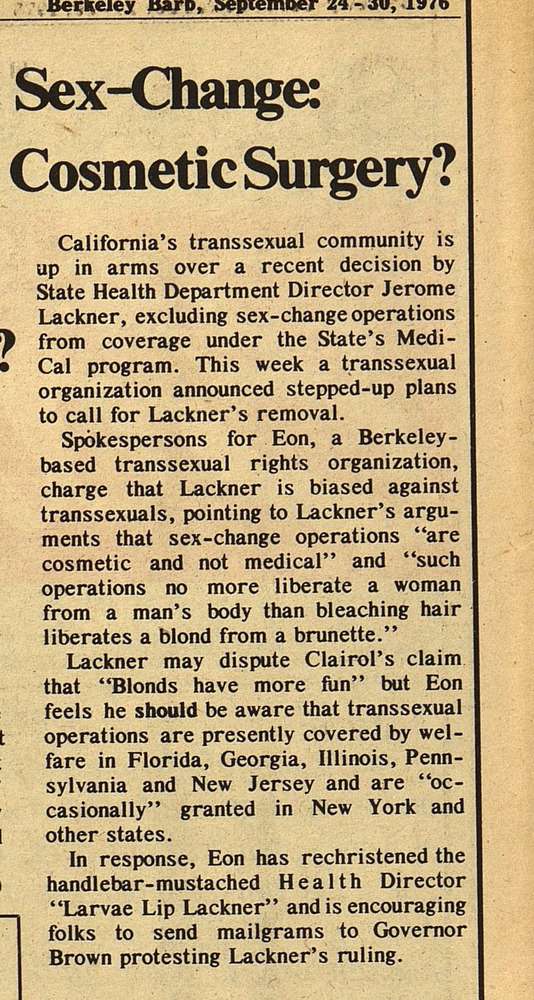 Berkeley Barb, September 24-30, 1976
Sex-Change:
Cosmetic Surgery?
California's transsexual community is
up in arms over a recent decision by
State Health Department Director Jerome
Lackner, excluding sex-change operations
from coverage under the State's Medi-
Cal program. This week a transsexual
organization announced stepped-up plans
to call for Lackner's removal.
Spokespersons for Eon, a Berkeley-
based transsexual rights organization,
charge that Lackner is biased against
transsexuals, pointing to Lackner's argu-
ments that sex-change operations “are
cosmetic and not medical” and “such
operations no more liberate a woman
from a man's body than bleaching hair
liberates a blond from a brunette.”
Lackner may dispute Clairol's claim
that “Blonds have more fun” but Eon
feels he should be aware that transsexual
operations are presently covered by wel-
fare in Florida, Georgia, Illinois, Penn-
sylvania and New Jersey and are “oc-
casionally” granted in New York and
other states.
In response, Eon has rechristened the
handlebar-mustached Health Director
“Larvae Lip Lackner” and is encouraging
folks to send mailgrams to Governor
Brown protesting Lackner's ruling.
?